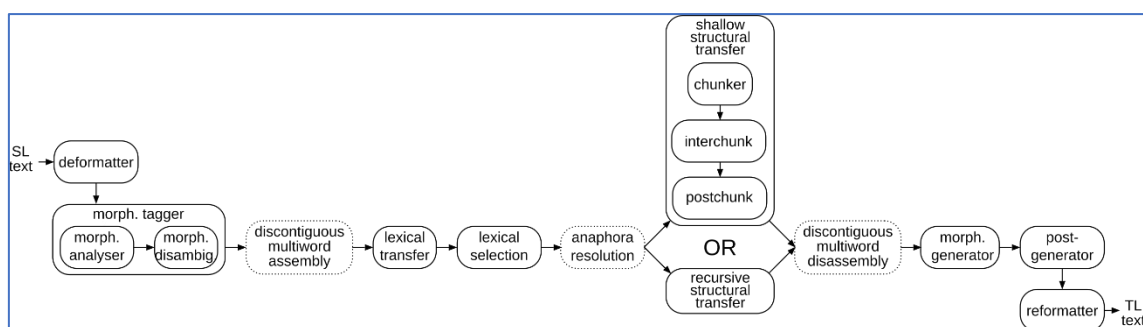 SL
text
deformatter
morph. tagger
morph.
analyser
morph.
disambig
discontiguous
multiword
assembly
lexical
transfer
lexical
selection
anaphora
resolution
shallow
structural
transfer
chunker
interchunk
postchunk
OR
recursive
structural
transfer
discontiguous
multiword
disassembly
morph.
generator
post-
generator
reformatter
TL
text